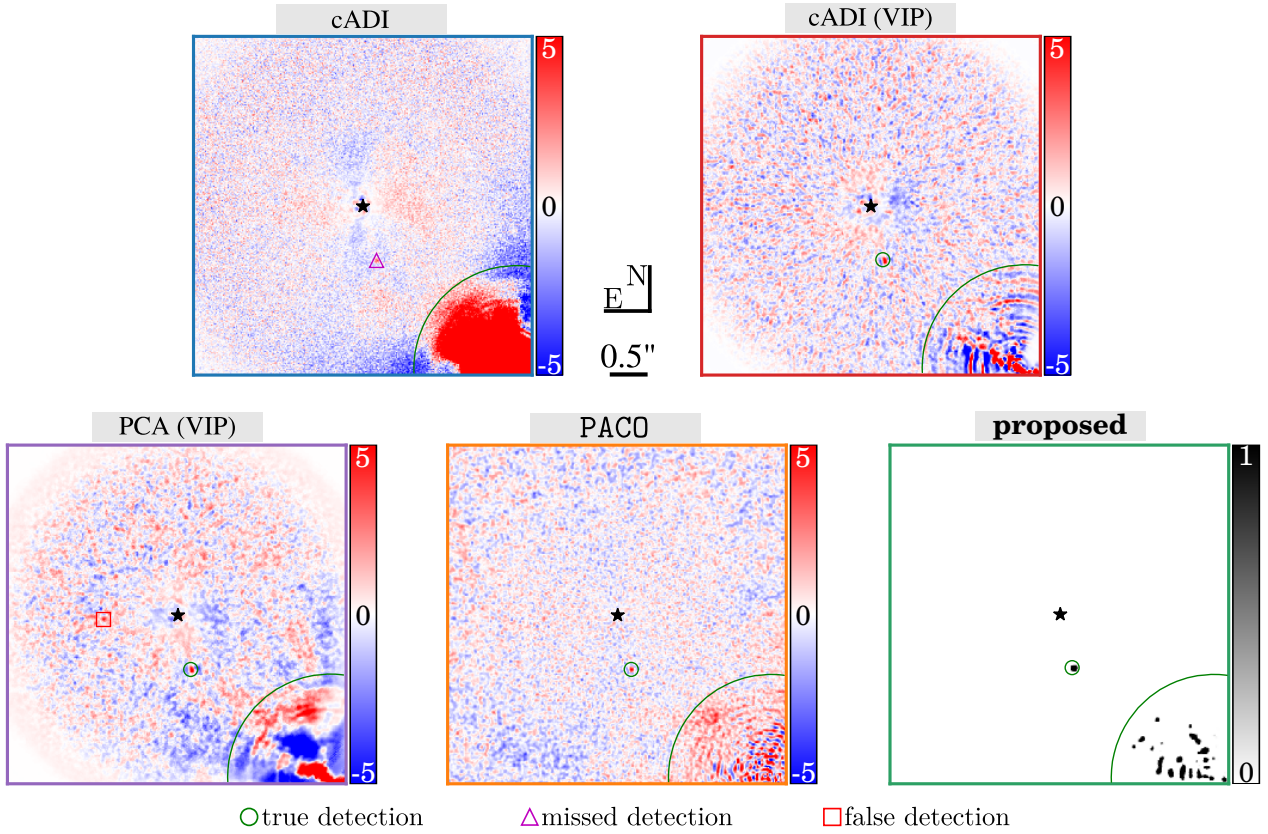 cADI
cADI (VIP)
5
0
-5
5
0
-5
N
E
0.5"
PCA (VIP)
PACO
proposed
5
0
-5
5
0
-5
1
0
true detection
missed detection
false detection